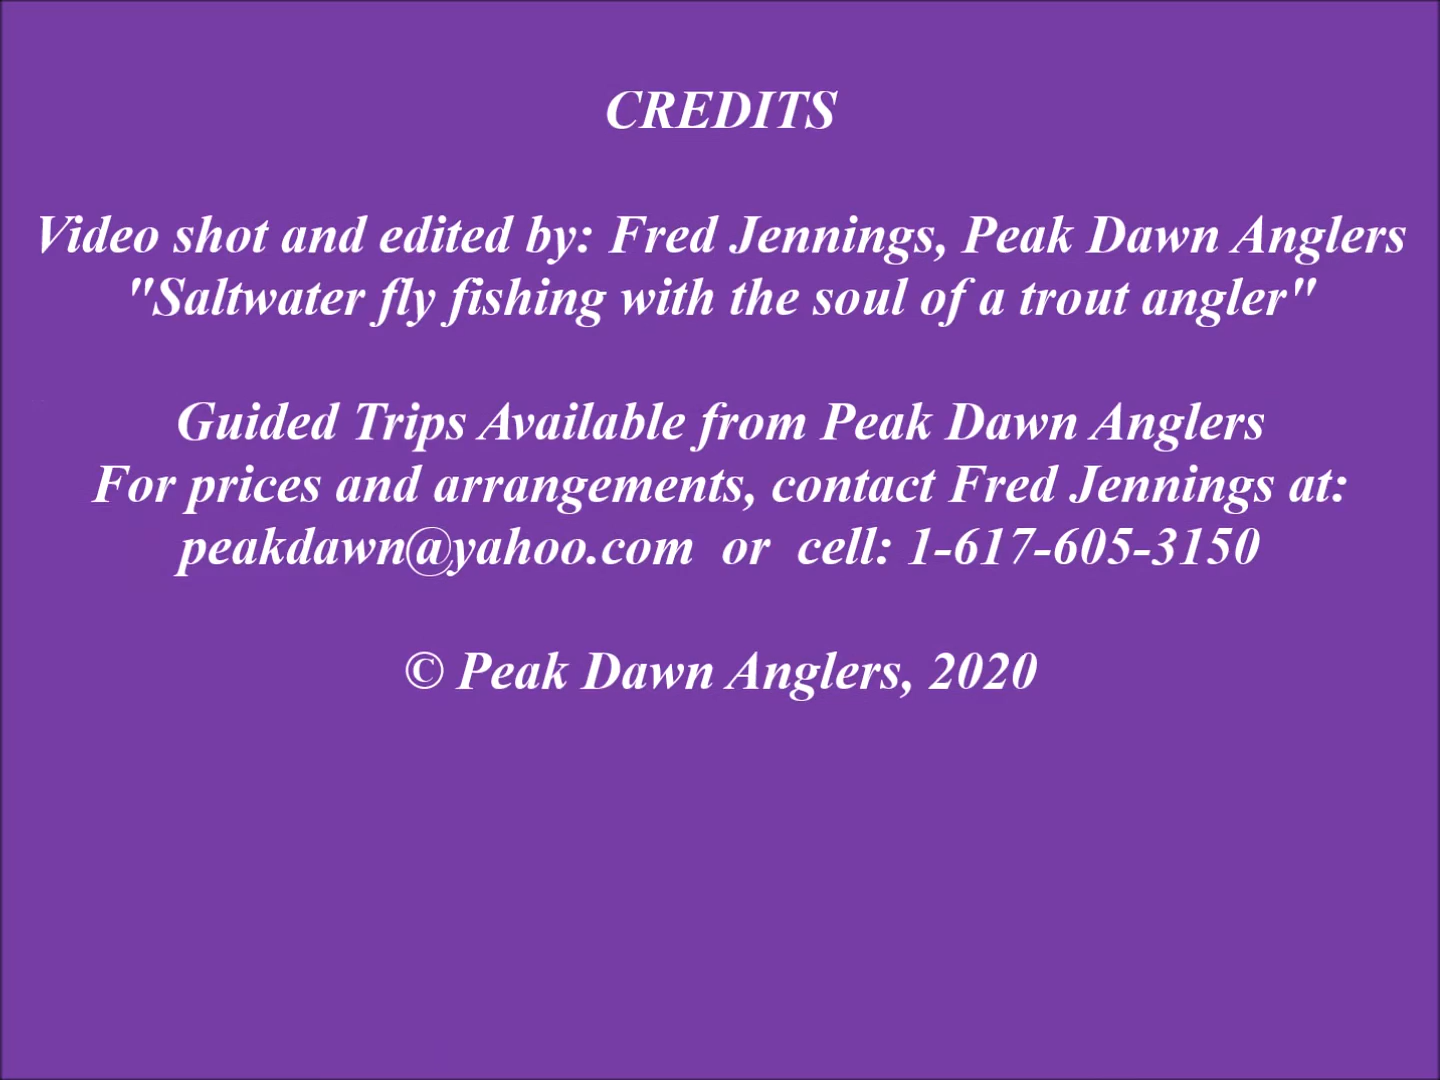 CREDITS
Video shot and edited by: Fred Jennings, Peak Dawn Anglers
"Saltwater fly fishing with the soul of a trout angler"
Guided Trips Available from Peak Dawn Anglers
For prices and arrangements, contact Fred Jennings at:
peakdawn@yahoo.com  or  cell: 1-617-605-3150
© Peak Dawn Anglers, 2020